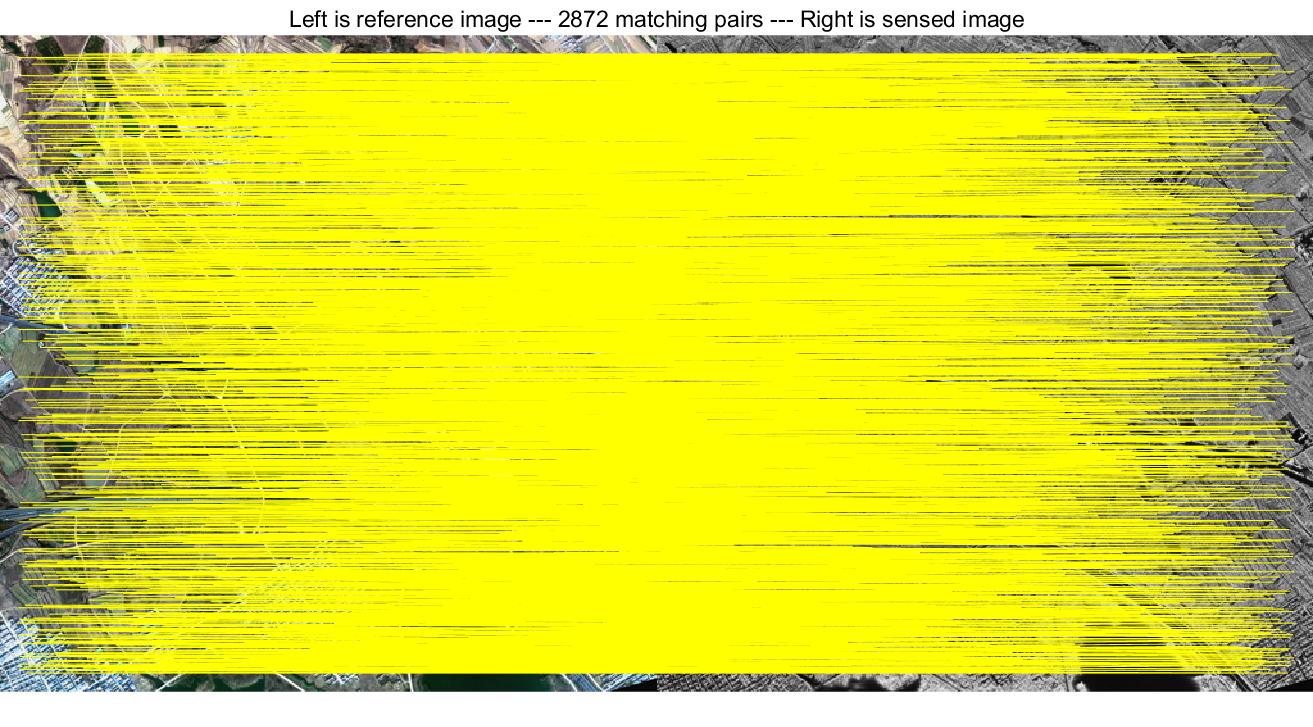 Left is reference image --- 2872 matching pairs --- Right is sensed image